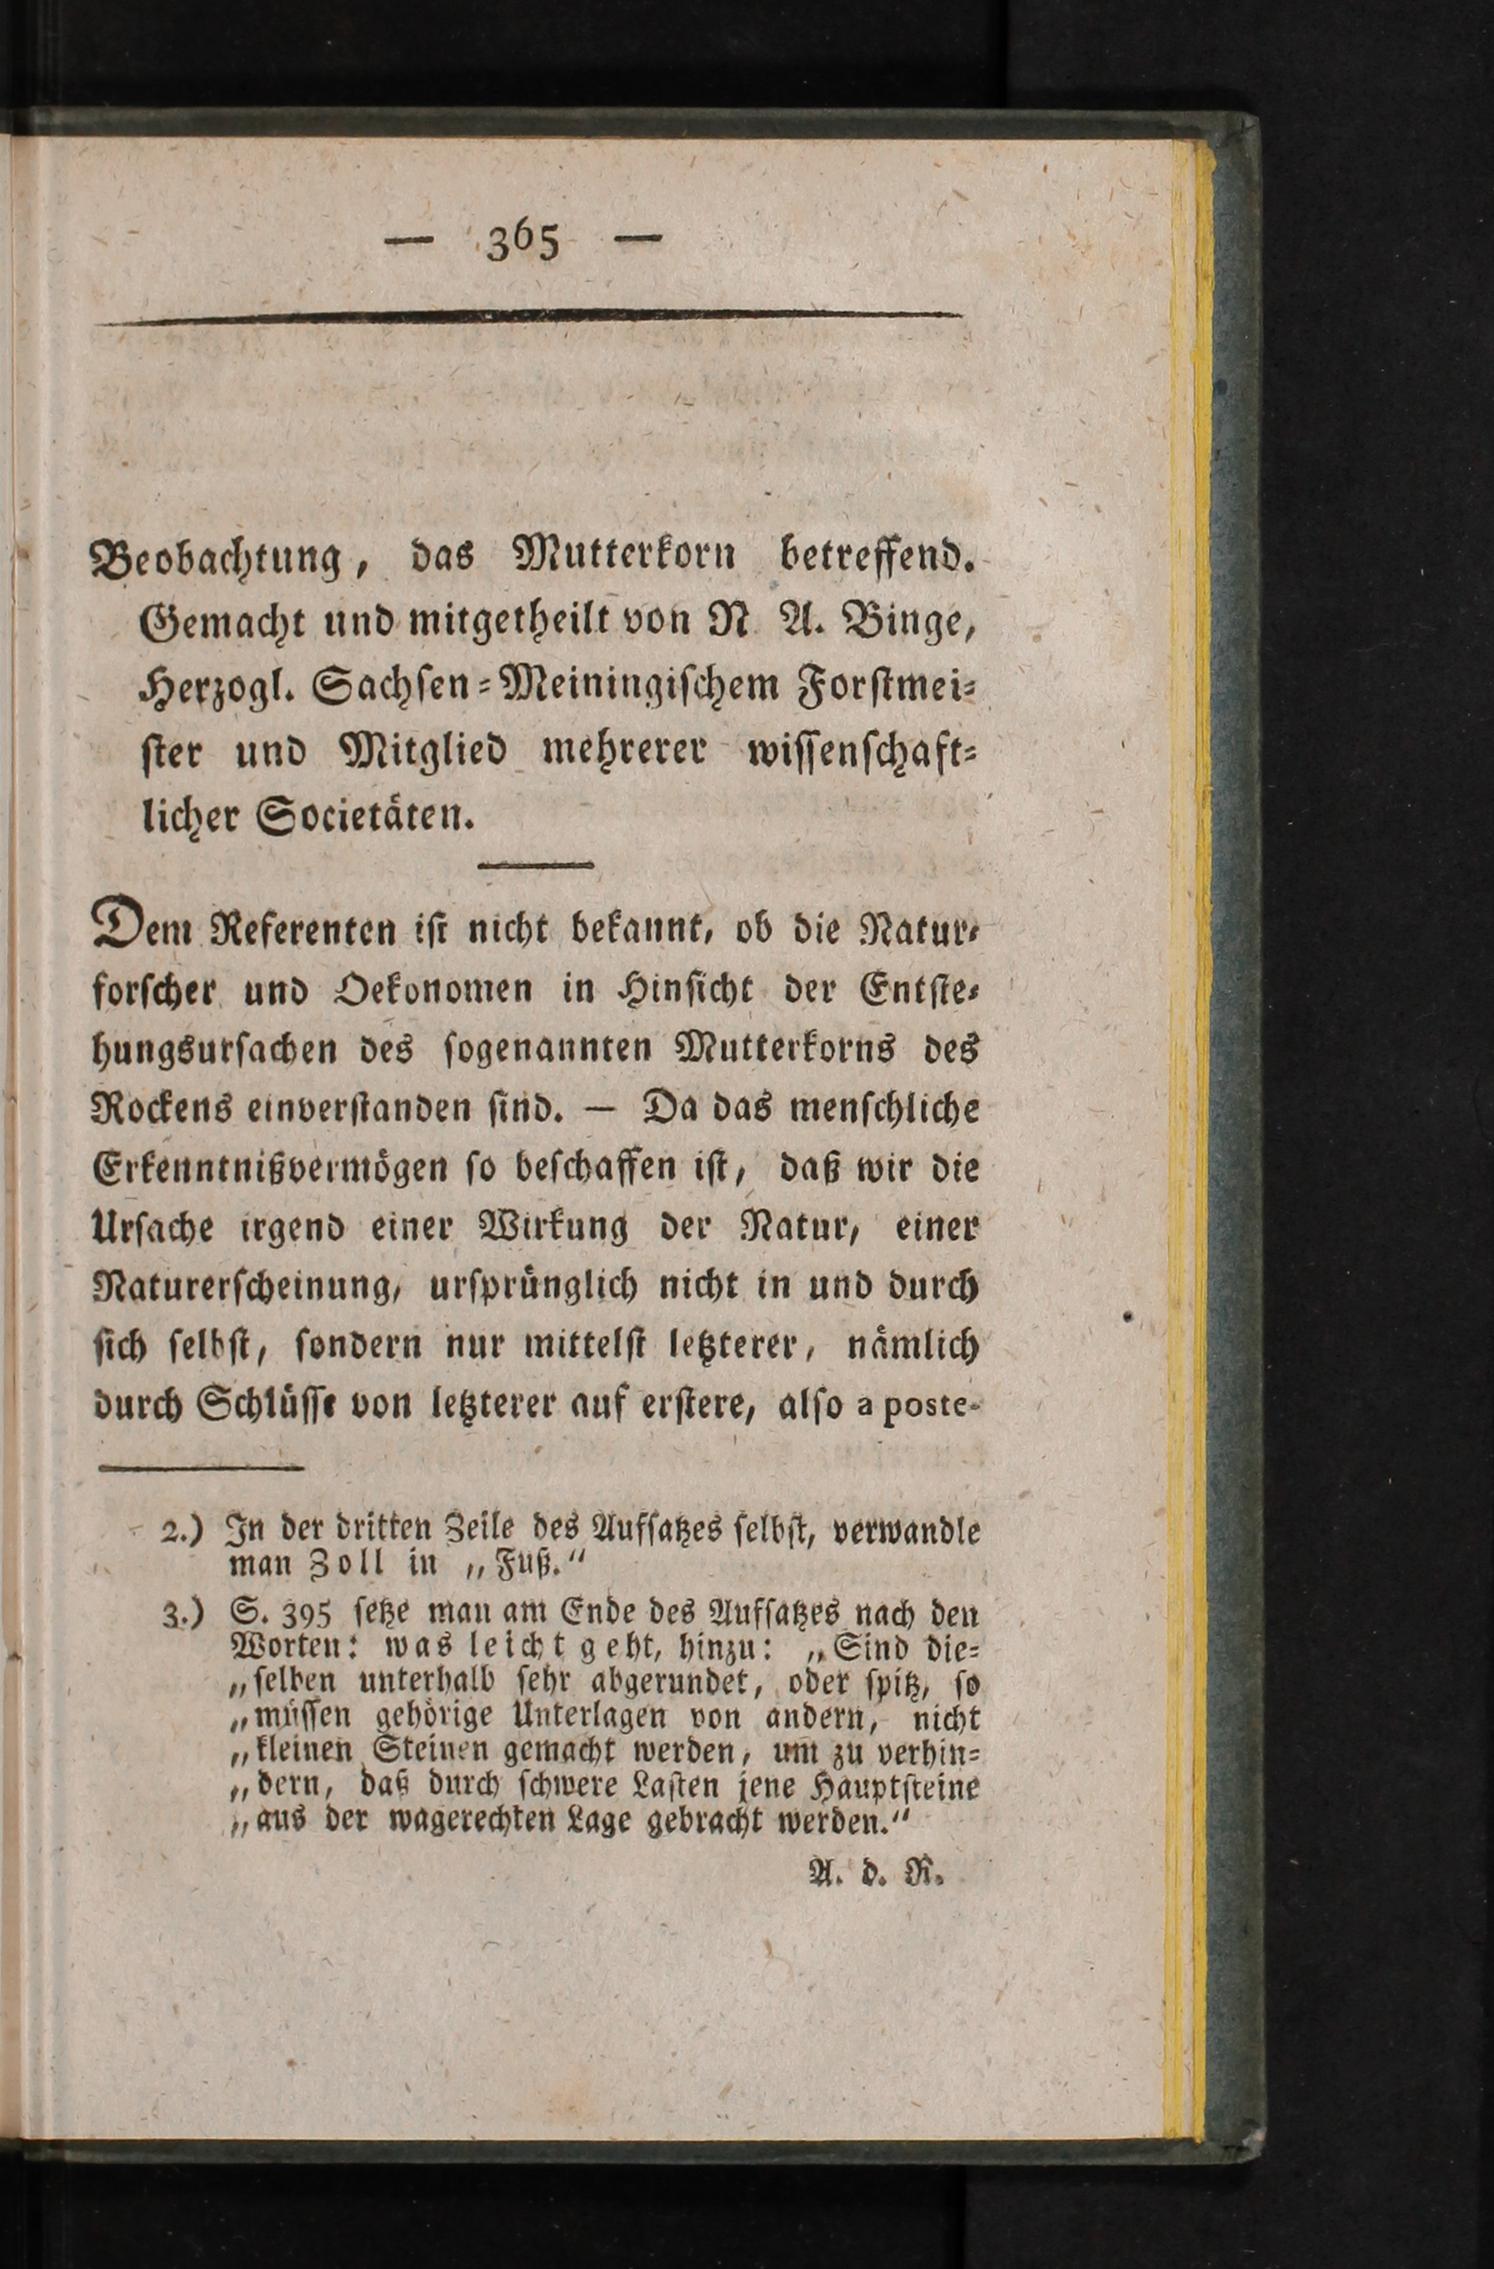 — 365 —
Beobachtung, das Mutterkorn betreffend.
Gemacht und mitgetheilt von N A. Binge,
Herzogl. Sachſen-Meiningiſchem Forſtmei-
ſter und Mitglied mehrerer wiſſenſchaft-
licher Societäten.
Dem Referenten iſt nicht bekannt, ob die Natur-
forſcher und Oekonomen in Hinſicht der Entſte-
hungsurſachen des ſogenannten Mutterkorns des
Rockens einverſtanden ſind. — Da das menſchliche
Erkenntnißvermögen ſo beſchaffen iſt, daß wir die
Urſache irgend einer Wirkung der Natur, einer
Naturerſcheinung, urſprünglich nicht in und durch
ſich ſelbſt, ſondern nur mittelſt letzterer, nämlich
durch Schlüſſe von letzterer auf erſtere, alſo a poste-
2.) In der dritten Zeile des Aufſatzes ſelbſt, verwandle
man Zoll in „Fuß.“
3.) S. 395 ſetze man am Ende des Aufſatzes nach den
Worten: was leicht geht, hinzu: „Sind die-
„ſelben unterhalb ſehr abgerundet, oder ſpitz, ſo
„müſſen gehörige Unterlagen von andern, nicht
„kleinen Steinen gemacht werden, um zu verhin-
„dern, daß durch ſchwere Laſten jene Hauptſteine
„aus der wagerechten Lage gebracht werden.“
A. d. R.